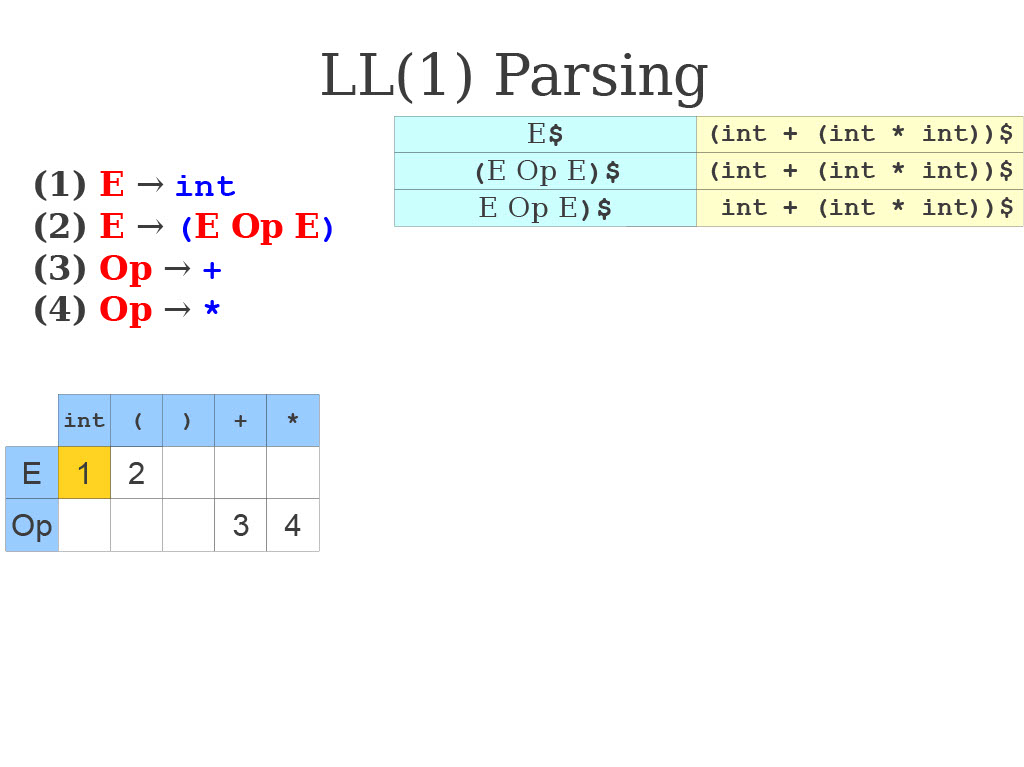 LL(1) Parsing
E$ (int + (int * int))$
(E Op E)$ (int + (int * int))$
E Op E)$ int + (int * int))$
(1) E → int
(2) E → (E Op E)
(3) Op → +
(4) Op → *
int ( ) + *
E 1 2
Op 3 4